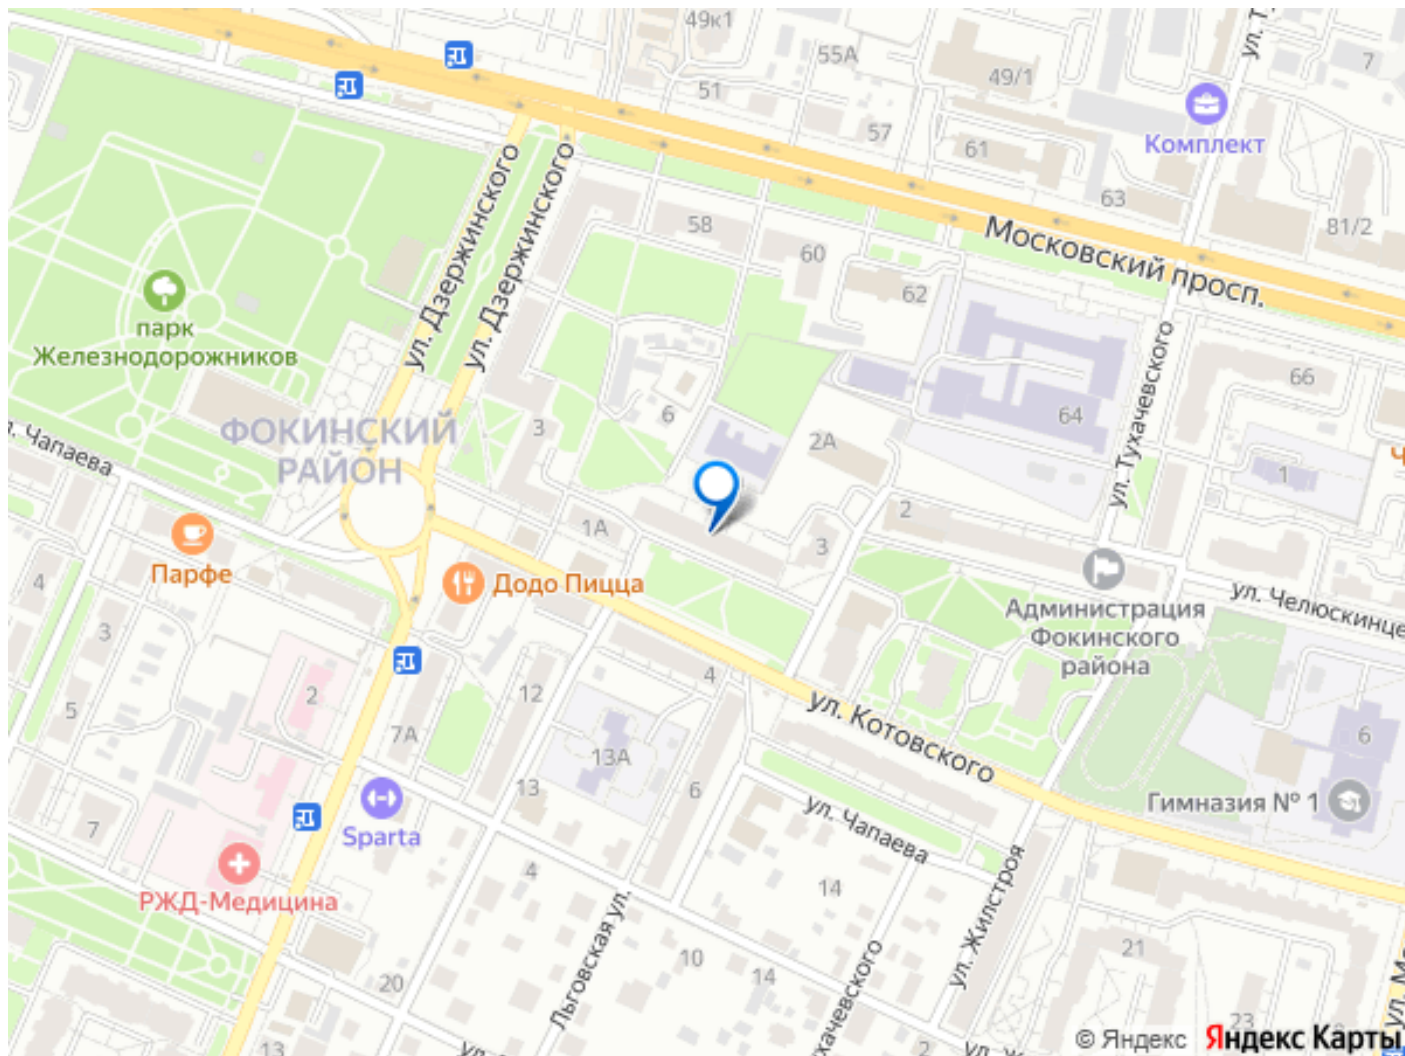 49к1
55А
49/1
7
51
57
Комплект
61
63
81/2
ул. Дзержинского
ул. Дзержинского
58
60
62
Московский просп.
парк
Железнодорожников
6
3
2А
64
66
ул. Тухачевского
ФОКИНСКИЙ
РАЙОН
Чапаева
1
1А
2
3
Парфе
Додо Пицца
4
Администрация
Фокинского
района
ул. Челюскинце
3
2
5
12
4
7А
13А
6
ул. Котовского
6
13
Гимназия № 1
Sparta
7
ул. Чапаева
4
14
РЖД-Медицина
Льговская ул.
ул. Жилстроя
10
14
21
20
хачевского
13
2
23
© Яндекс Яндекс Карты